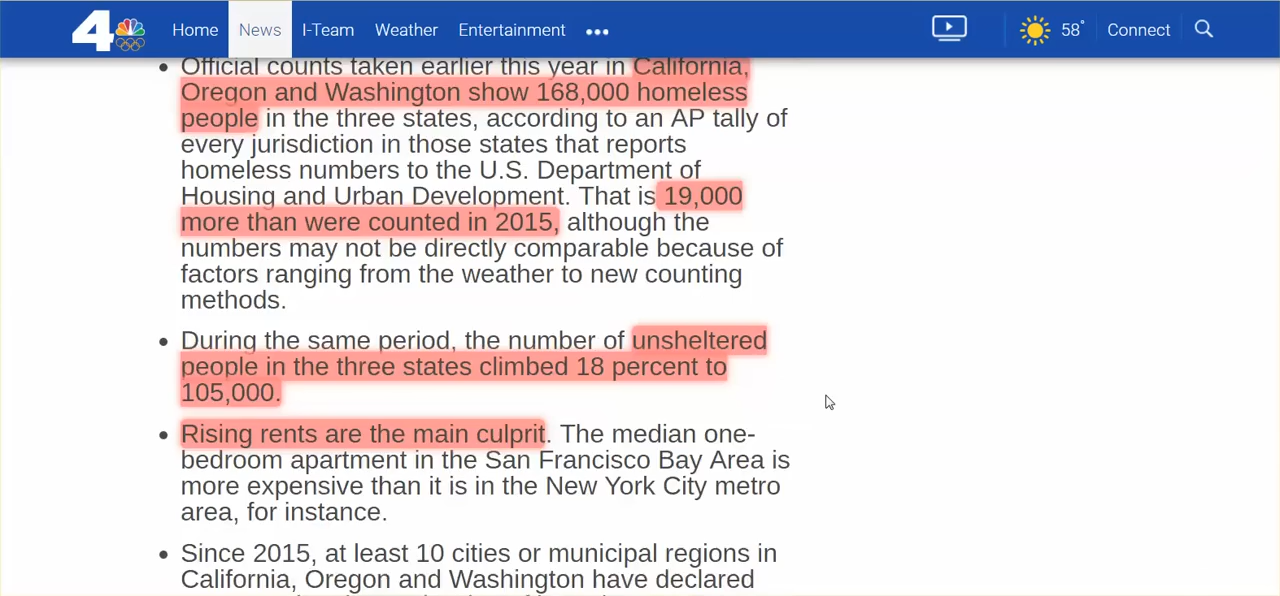 4 Home News I-Team Weather Entertainment ••• 58° Connect
• Official counts taken earlier this year in California,
Oregon and Washington show 168,000 homeless
people in the three states, according to an AP tally of
every jurisdiction in those states that reports
homeless numbers to the U.S. Department of
Housing and Urban Development. That is 19,000
more than were counted in 2015, although the
numbers may not be directly comparable because of
factors ranging from the weather to new counting
methods.
• During the same period, the number of unsheltered
people in the three states climbed 18 percent to
105,000.
• Rising rents are the main culprit. The median one-
bedroom apartment in the San Francisco Bay Area is
more expensive than it is in the New York City metro
area, for instance.
• Since 2015, at least 10 cities or municipal regions in
California, Oregon and Washington have declared